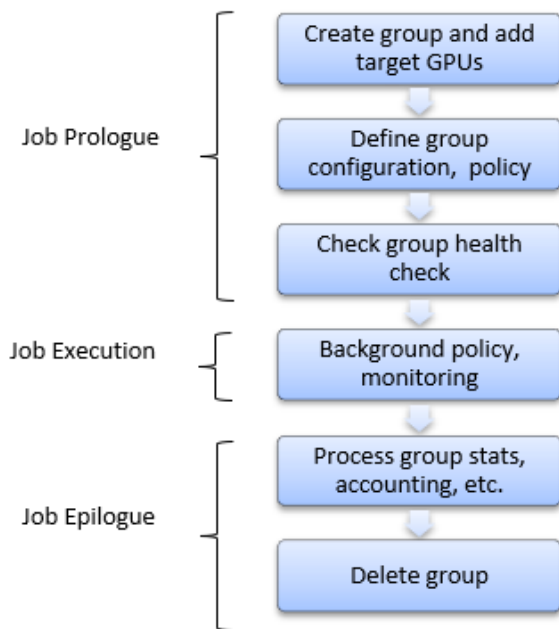 Create group and add
target GPUs
Job Prologue
Define group
configuration,  policy
Check group health
check
Job Execution
Background policy,
monitoring
Process group stats,
accounting, etc.
Job Epilogue
Delete group